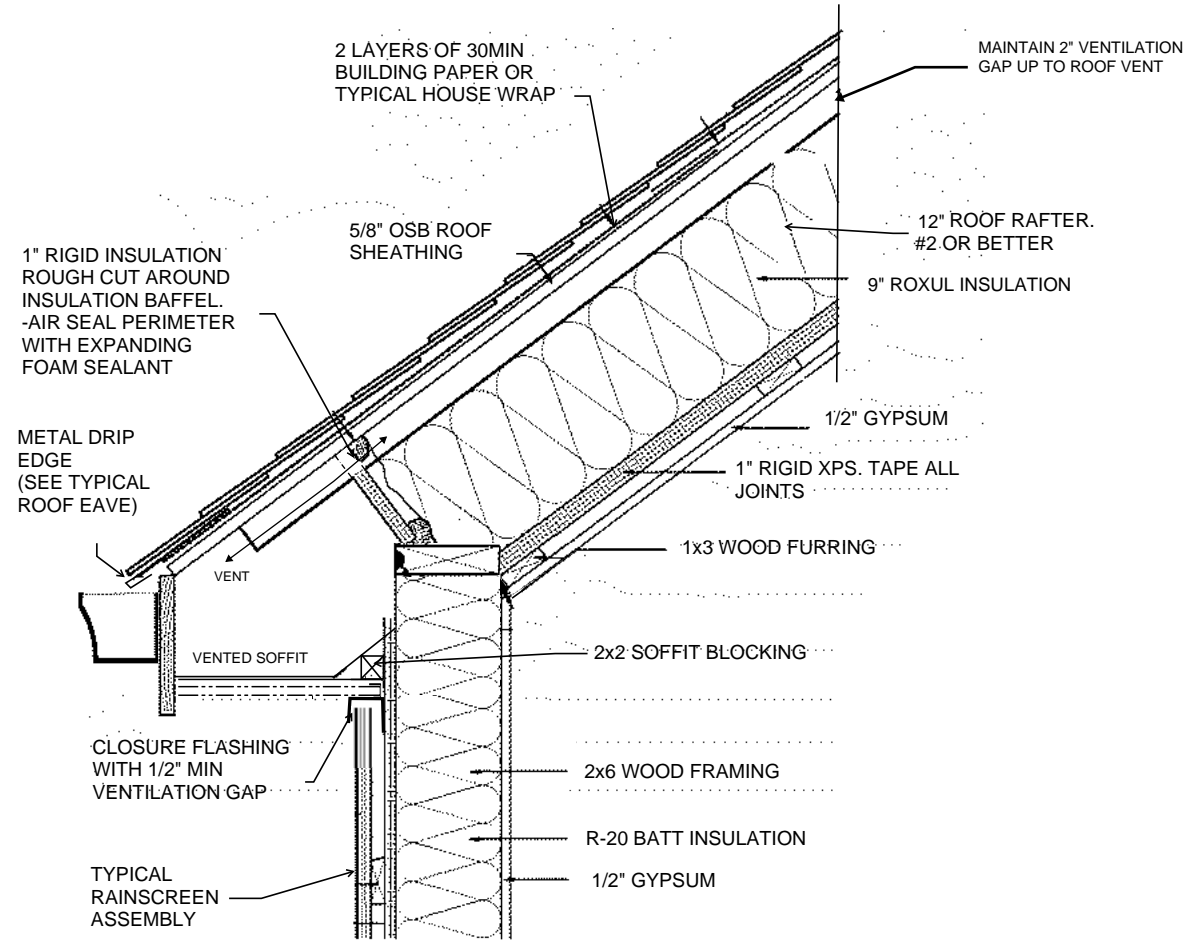 2 LAYERS OF 30MIN
BUILDING PAPER OR
TYPICAL HOUSE WRAP
MAINTAIN 2" VENTILATION
GAP UP TO ROOF VENT
5/8" OSB ROOF
SHEATHING
12" ROOF RAFTER.
#2 OR BETTER
1" RIGID INSULATION
ROUGH CUT AROUND
INSULATION BAFFEL.
-AIR SEAL PERIMETER
WITH EXPANDING
FOAM SEALANT
9" ROXUL INSULATION
1/2" GYPSUM
METAL DRIP
EDGE
(SEE TYPICAL
ROOF EAVE)
1" RIGID XPS. TAPE ALL
JOINTS
1x3 WOOD FURRING
VENT
VENTED SOFFIT
2x2 SOFFIT BLOCKING
CLOSURE FLASHING
WITH 1/2" MIN
VENTILATION GAP
2x6 WOOD FRAMING
R-20 BATT INSULATION
TYPICAL
RAINSCREEN
ASSEMBLY
1/2" GYPSUM